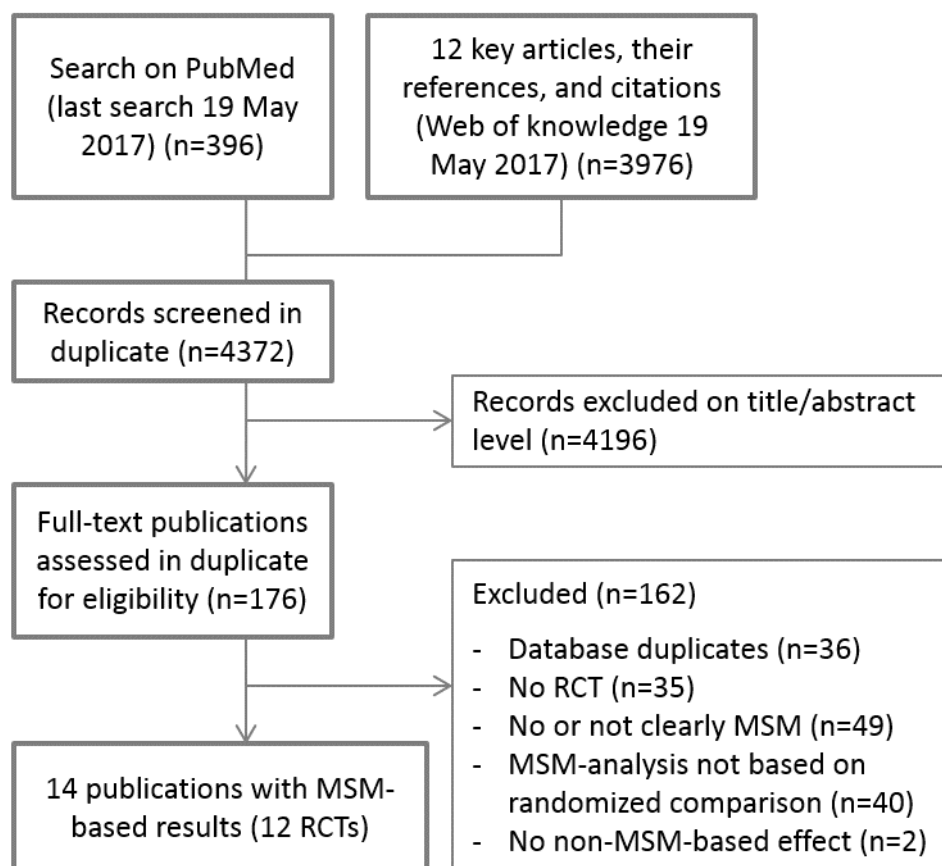 Search on PubMed
(last search 19 May
2017) (n=396)
12 key articles, their
references, and citations
(Web of knowledge 19
May 2017) (n=3976)
Records screened in
duplicate (n=4372)
Records excluded on title/abstract
level (n=4196)
Full-text publications
assessed in duplicate
for eligibility (n=176)
Excluded (n=162)
- Database duplicates (n=36)
- No RCT (n=35)
- No or not clearly MSM (n=49)
- MSM-analysis not based on
randomized comparison (n=40)
- No non-MSM-based effect (n=2)
14 publications with MSM-
based results (12 RCTs)